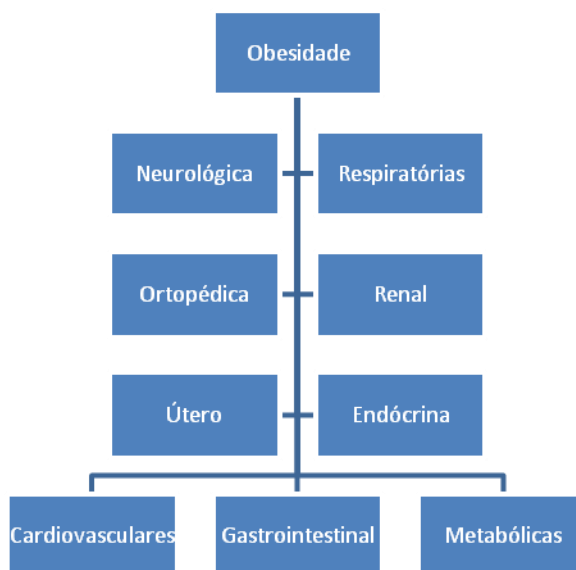 Obesidade
Neurológica
Respiratórias
Ortopédica
Renal
Útero
Endócrina
Cardiovasculares
Gastrointestinal
Metabólicas